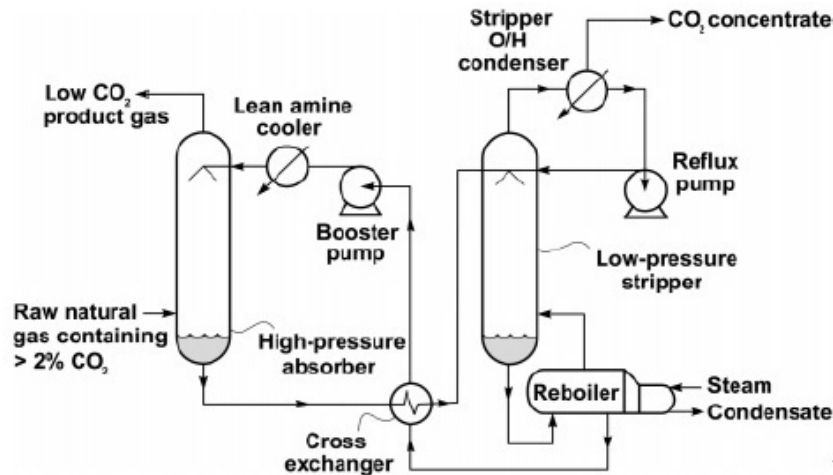 Stripper
O/H
condenser
CO₂ concentrate
Low CO₂
product gas
Lean amine
cooler
Reflux
pump
Booster
pump
Low-pressure
stripper
Raw natural
gas containing
> 2% CO₂
High-pressure
absorber
Reboiler
Steam
Condensate
Cross
exchanger